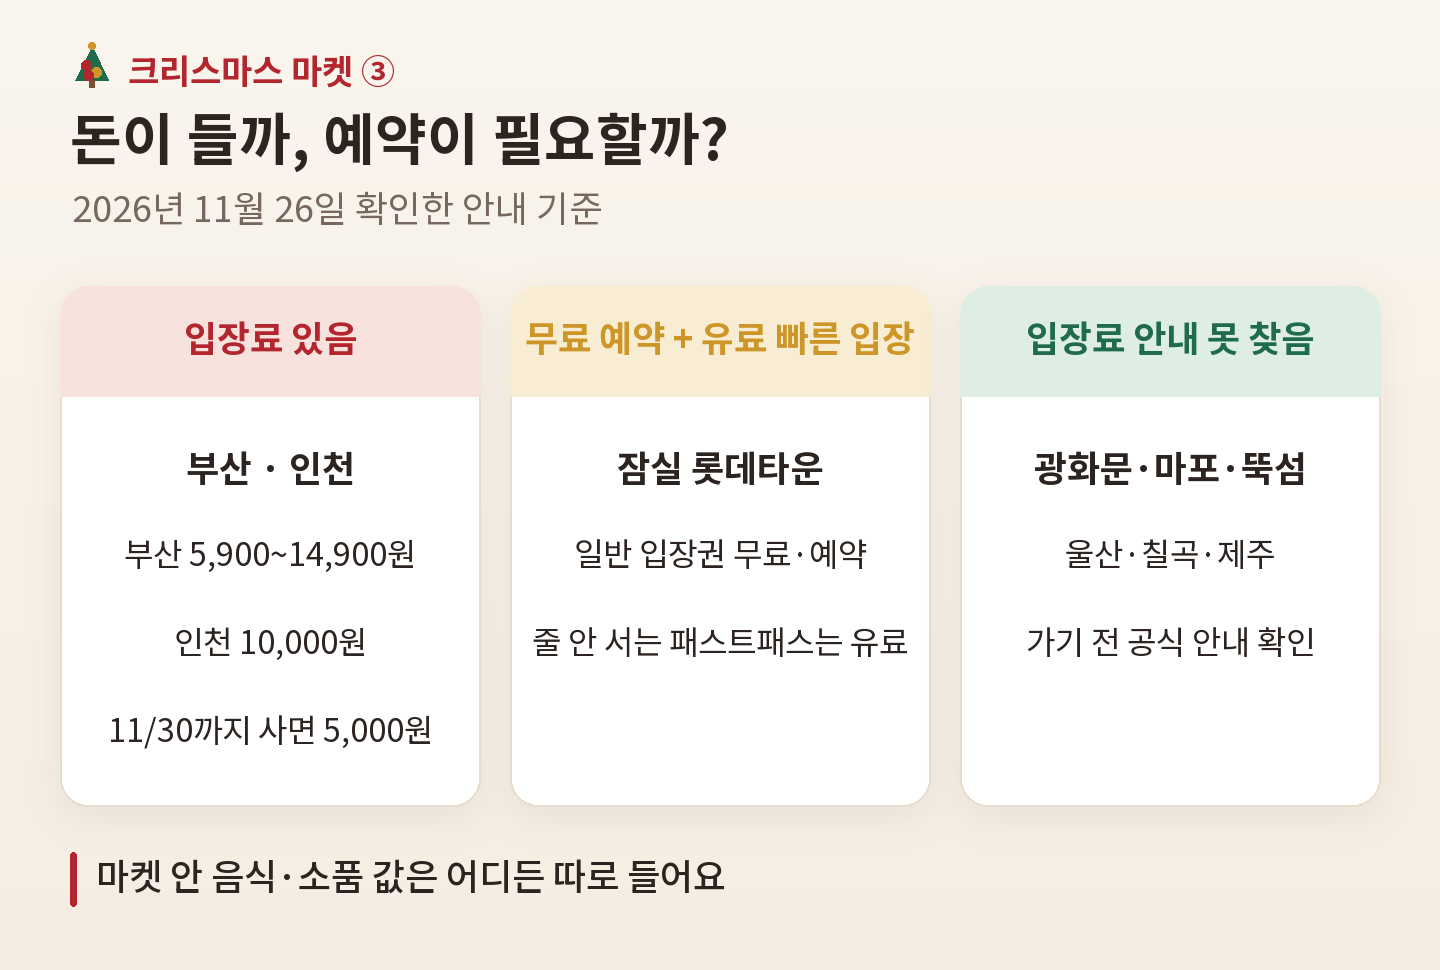 크리스마스 마켓 ③
돈이 들까, 예약이 필요할까?
2026년 11월 26일 확인한 안내 기준
입장료 있음
부산 · 인천
부산 5,900~14,900원
인천 10,000원
11/30까지 사면 5,000원
무료 예약 + 유료 빠른 입장
잠실 롯데타운
일반 입장권 무료·예약
줄 안 서는 패스트패스는 유료
입장료 안내 못 찾음
광화문·마포·뚝섬
울산·칠곡·제주
가기 전 공식 안내 확인
마켓 안 음식·소품 값은 어디든 따로 들어요